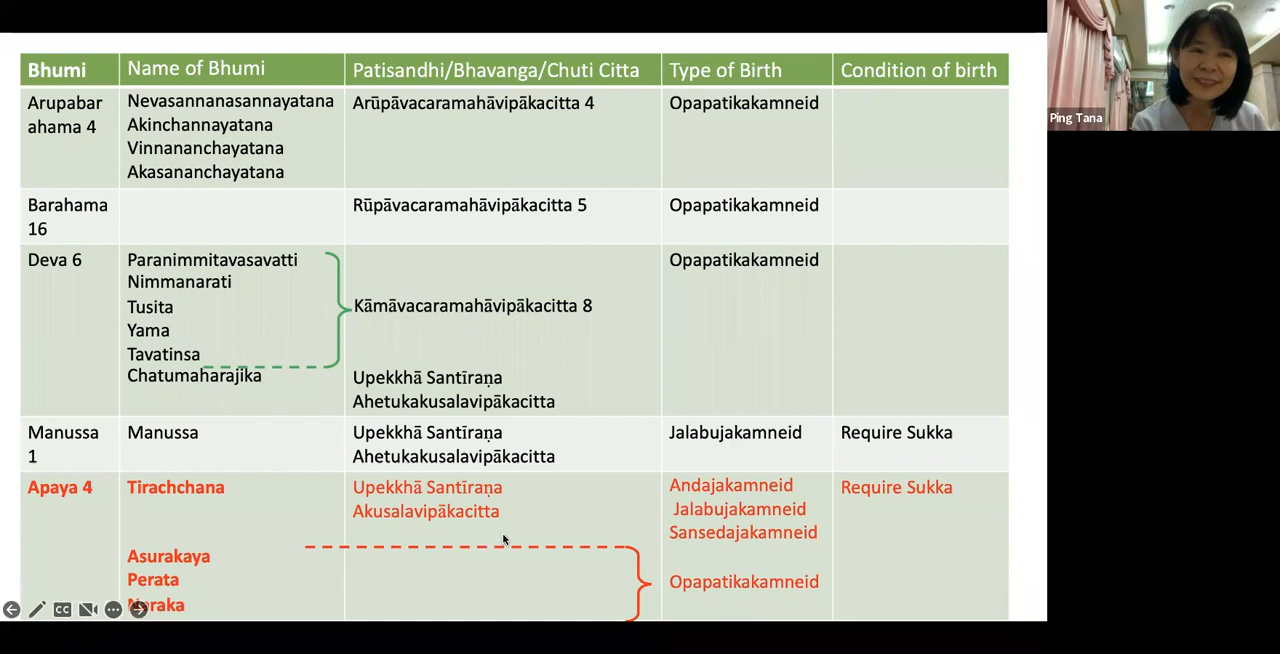 Bhumi
Name of Bhumi
Patisandhi/Bhavanga/Chuti Citta
Type of Birth
Condition of birth
Arupabar
ahama 4
Nevasannanasannayatana
Akinchannayatana
Vinnananchayatana
Akasananchayatana
Arūpāvacaramahāvipākacitta 4
Opapatikakamneid
Barahama
16
Rūpāvacaramahāvipākacitta 5
Opapatikakamneid
Deva 6
Paranimmitavasavatti
Nimmanarati
Tusita
Yama
Tavatinsa
Chatumaharajika
Kāmāvacaramahāvipākacitta 8
Upekkhā Santīraṇa
Ahetukakusalavipākacitta
Opapatikakamneid
Manussa
1
Manussa
Upekkhā Santīraṇa
Ahetukakusalavipākacitta
Jalabujakamneid
Require Sukka
Apaya 4
Tirachchana
Asurakaya
Perata
Noraka
Upekkhā Santīraṇa
Akusalavipākacitta
Andajakamneid
Jalabujakamneid
Sansedajakamneid
Opapatikakamneid
Require Sukka
CC
Ping Tana